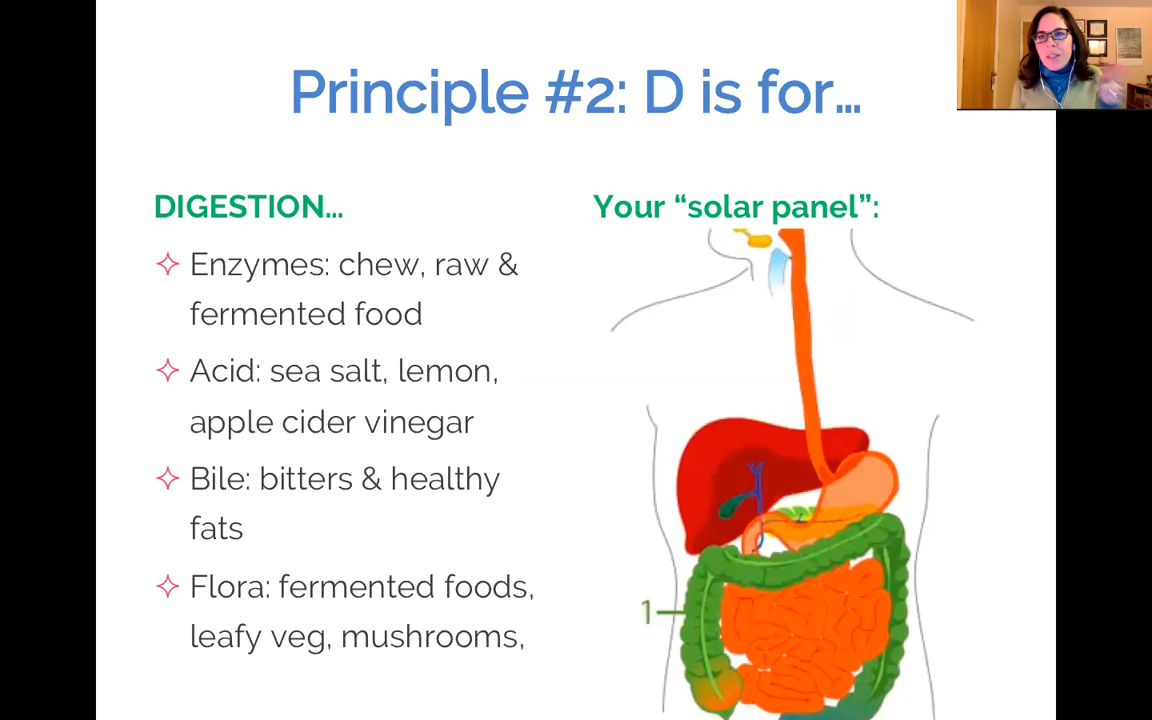 Principle #2: D is for…
DIGESTION…
Enzymes: chew, raw &
fermented food
Acid: sea salt, lemon,
apple cider vinegar
Bile: bitters & healthy
fats
Flora: fermented foods,
leafy veg, mushrooms,
Your “solar panel”:
1